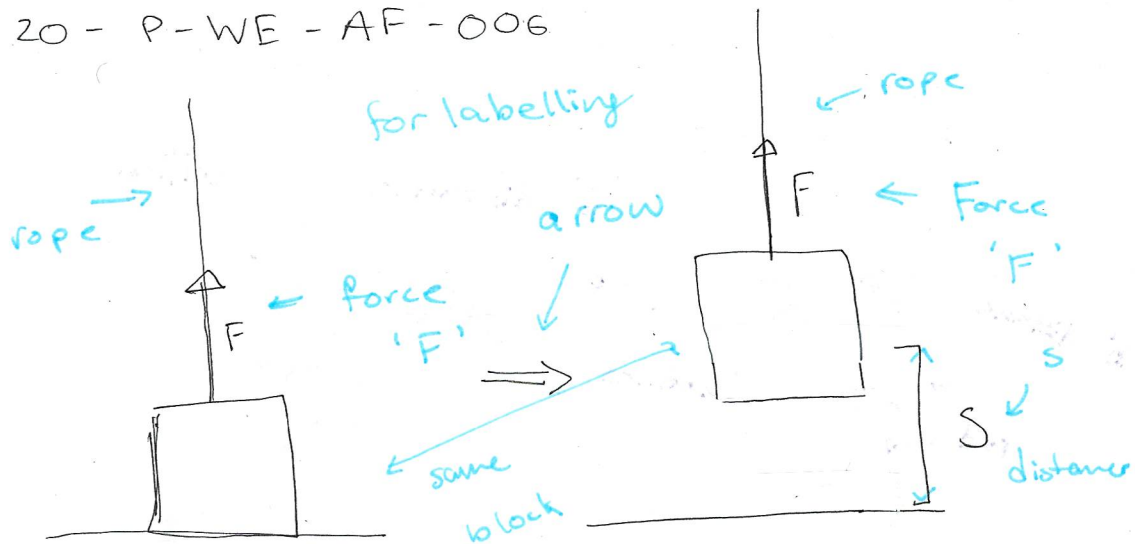 20 - P - WE - AF - 006
for labelling
rope
rope
arrow
F
Force
'F'
force
'F'
F
s
S
distance
same
block